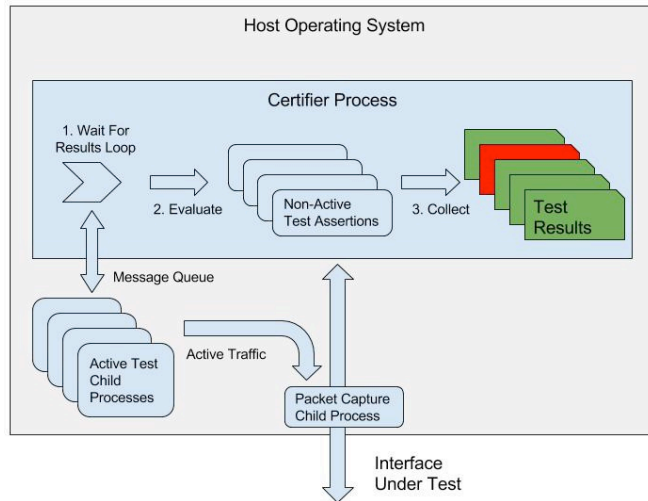 Host Operating System
Certifier Process
1. Wait For
Results Loop
2. Evaluate
Non-Active
Test Assertions
3. Collect
Test
Results
Message Queue
Active Test
Child
Processes
Active Traffic
Packet Capture
Child Process
Interface
Under Test